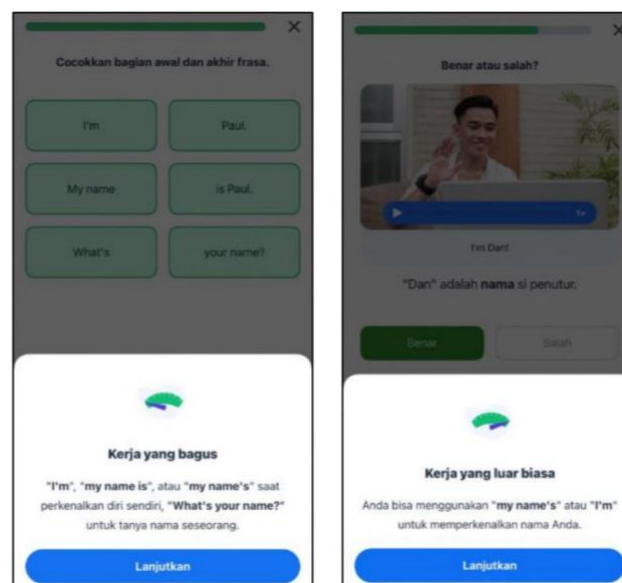 Cocokkan bagian awal dan akhir frasa.
I'm
Paul.
My name
is Paul.
What's
your name?
Kerja yang bagus
"I'm", "my name is", atau "my name's" saat
perkenalkan diri sendiri, "What's your name?"
untuk tanya nama seseorang.
Lanjutkan
Benar atau salah?
1×
I'm Dan!
"Dan" adalah nama si penutur.
Benar
Salah
Kerja yang luar biasa
Anda bisa menggunakan "my name's" atau "I'm"
untuk memperkenalkan nama Anda.
Lanjutkan